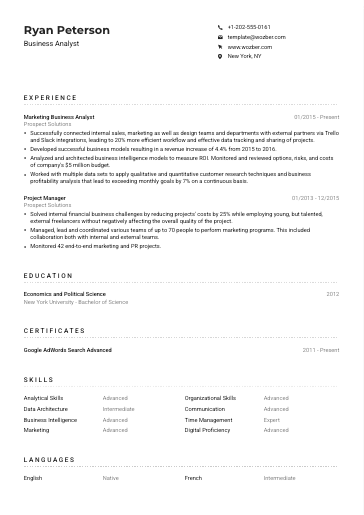 Ryan Peterson
Business Analyst
+1-202-555-0161
template@wozber.com
www.wozber.com
New York, NY
EXPERIENCE
Marketing Business Analyst 01/2015 - Present
Prospect Solutions
• Successfully connected internal sales, marketing as well as design teams and departments with external partners via Trello
and Slack integrations, leading to 20% more efficient workflow and effective data tracking and sharing of projects.
• Developed successful business models resulting in a revenue increase of 4.4% from 2015 to 2016.
• Analyzed and architected business intelligence models to measure ROI. Monitored and reviewed options, risks, and costs
of company's $5 million budget.
• Worked with multiple data sets to apply qualitative and quantitative customer research techniques and business
profitability analysis that lead to exceeding monthly goals by 7% on a continuous basis.
Project Manager 01/2013 - 12/2015
Prospect Solutions
• Solved internal financial business challenges by reducing projects' costs by 25% while employing young, but talented,
external freelancers without negatively affecting the overall quality of the project.
• Managed, lead and coordinated various teams of up to 70 people to perform marketing programs. This included
collaboration both with internal and external teams.
• Monitored 42 end-to-end marketing and PR projects.
EDUCATION
Economics and Political Science 2012
New York University - Bachelor of Science
CERTIFICATES
Google AdWords Search Advanced 2011 - Present
SKILLS
Analytical Skills Advanced Organizational Skills Advanced
Data Architecture Intermediate Communication Advanced
Business Intelligence Advanced Time Management Expert
Marketing Advanced Digital Proficiency Advanced
LANGUAGES
English Native French Intermediate